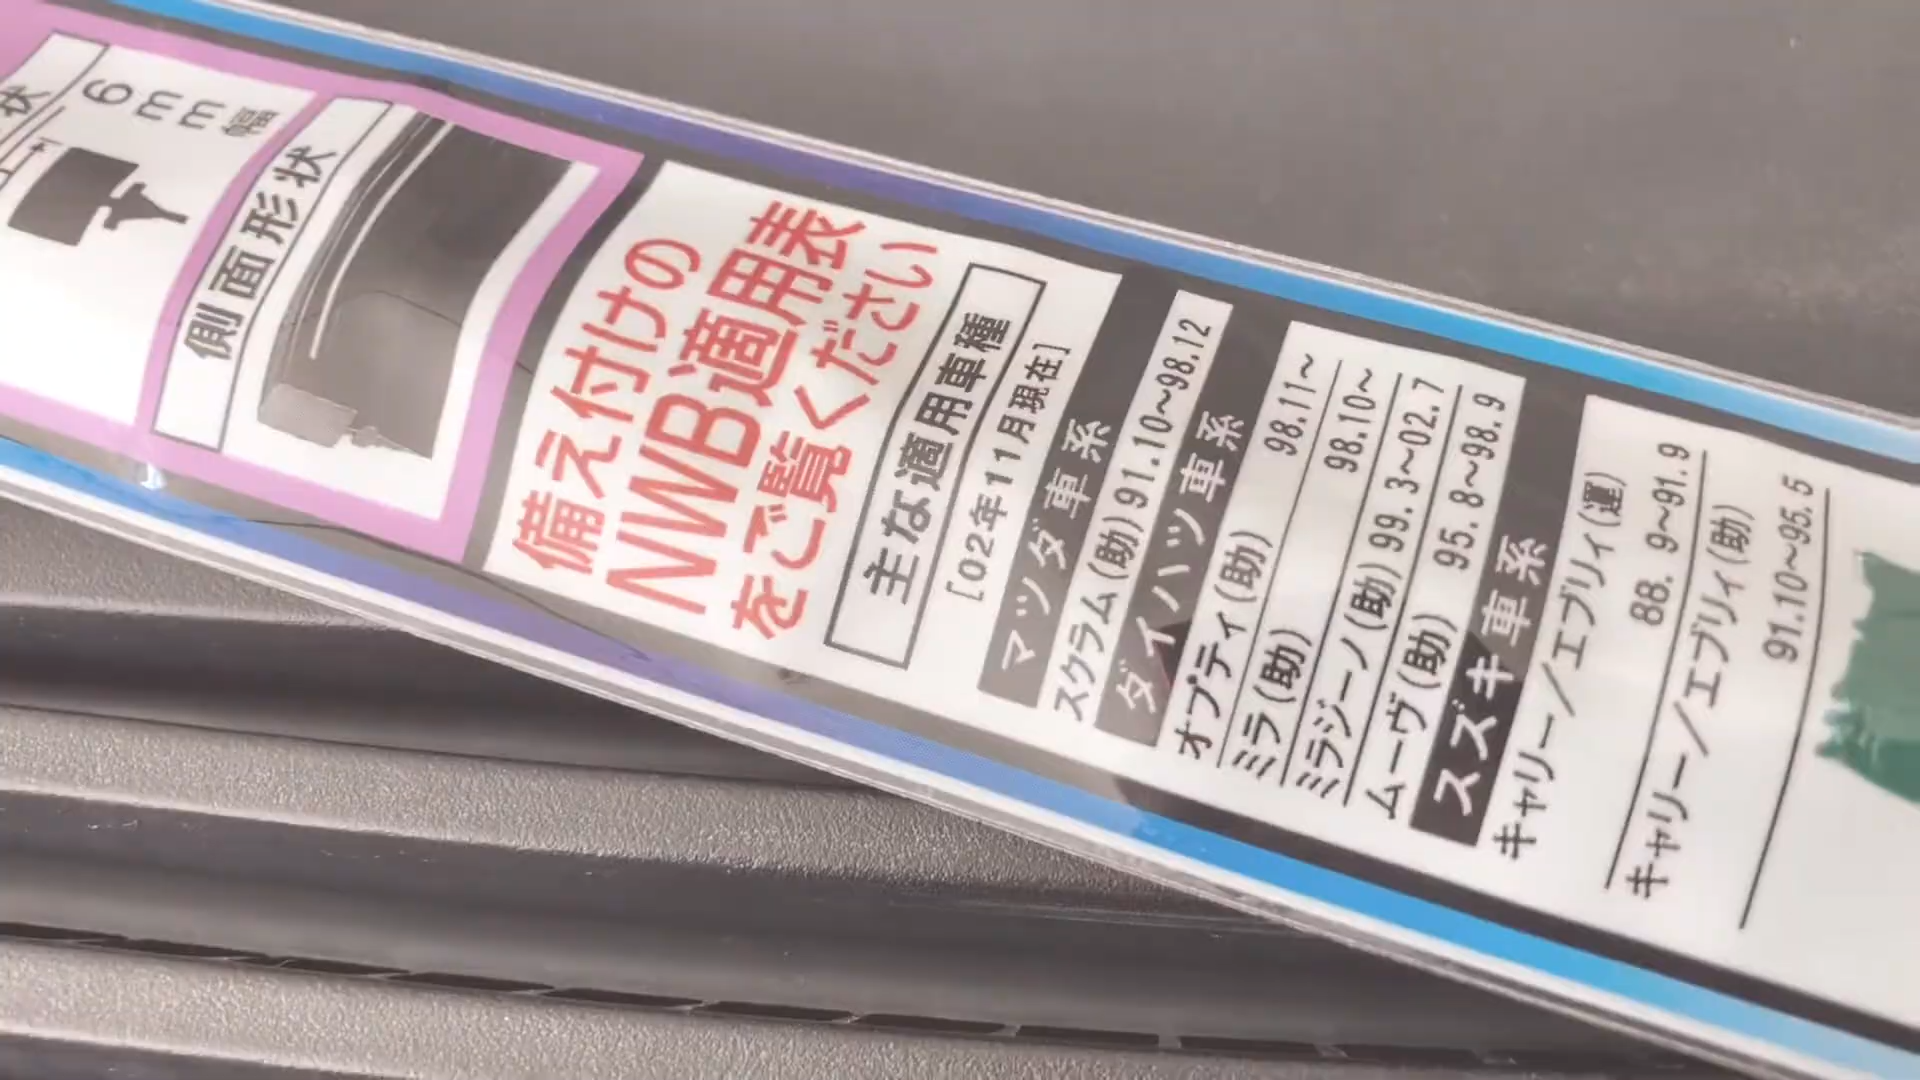 状
6mm幅
側面形状
備え付けの
NWB適用表
をご覧ください
主な適用車種
[02年11月現在]
マツダ車系
スクラム(助) 91.10~98.12
ダイハツ車系
オプティ(助) 98.11~
ミラ(助) 98.10~
ミラジーノ(助) 99.3~02.7
ムーヴ(助) 95.8~98.9
スズキ車系
キャリー/エブリィ(運)
88.9~91.9
キャリー/エブリィ(助)
91.10~95.5